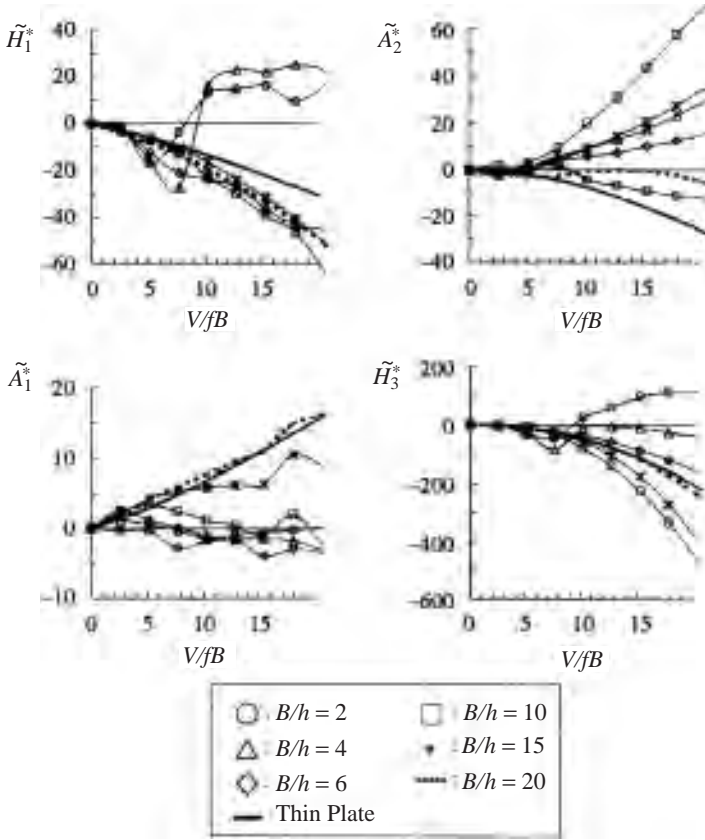 H̃₁*
40
20
0
−20
−40
−60
0 5 10 15
V/fB
Ã₂*
60
40
20
0
−20
−40
0 5 10 15
V/fB
Ã₁*
20
10
0
−10
0 5 10 15
V/fB
H̃₃*
200
0
−200
−400
−600
0 5 10 15
V/fB
B/h = 2
B/h = 10
B/h = 4
B/h = 15
B/h = 6
B/h = 20
Thin Plate